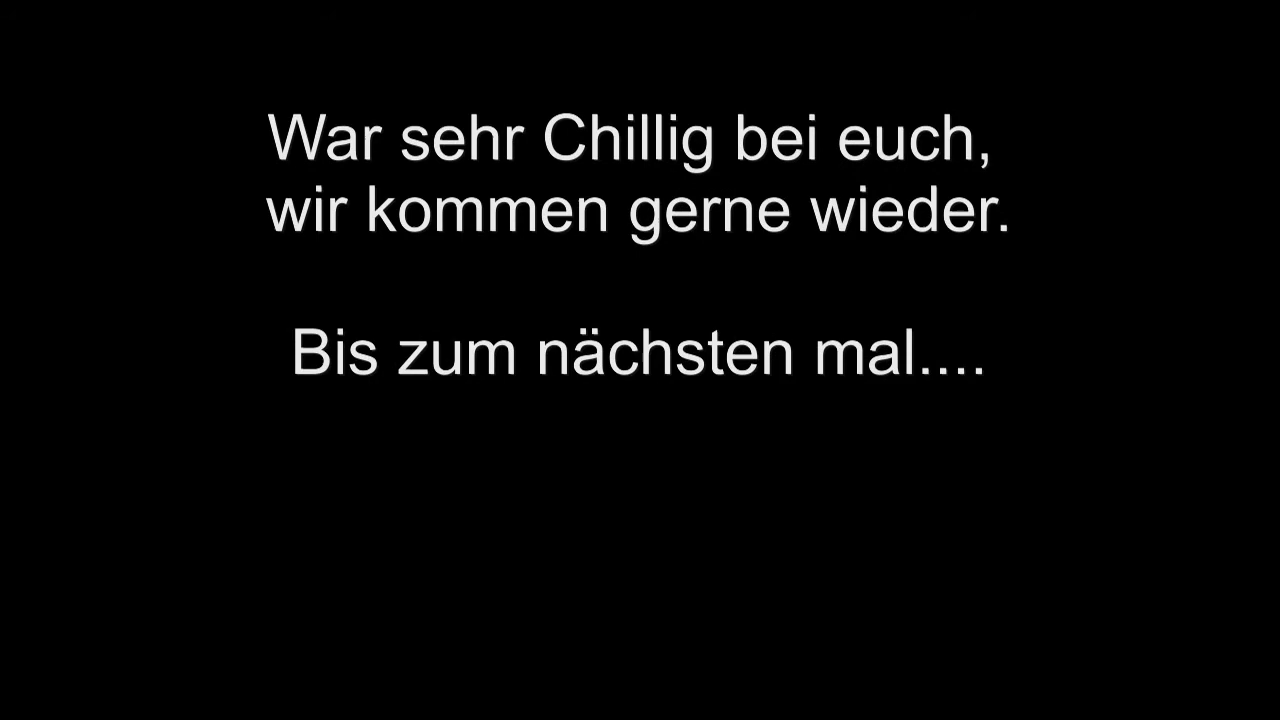 War sehr Chillig bei euch,
wir kommen gerne wieder.
Bis zum nächsten mal....